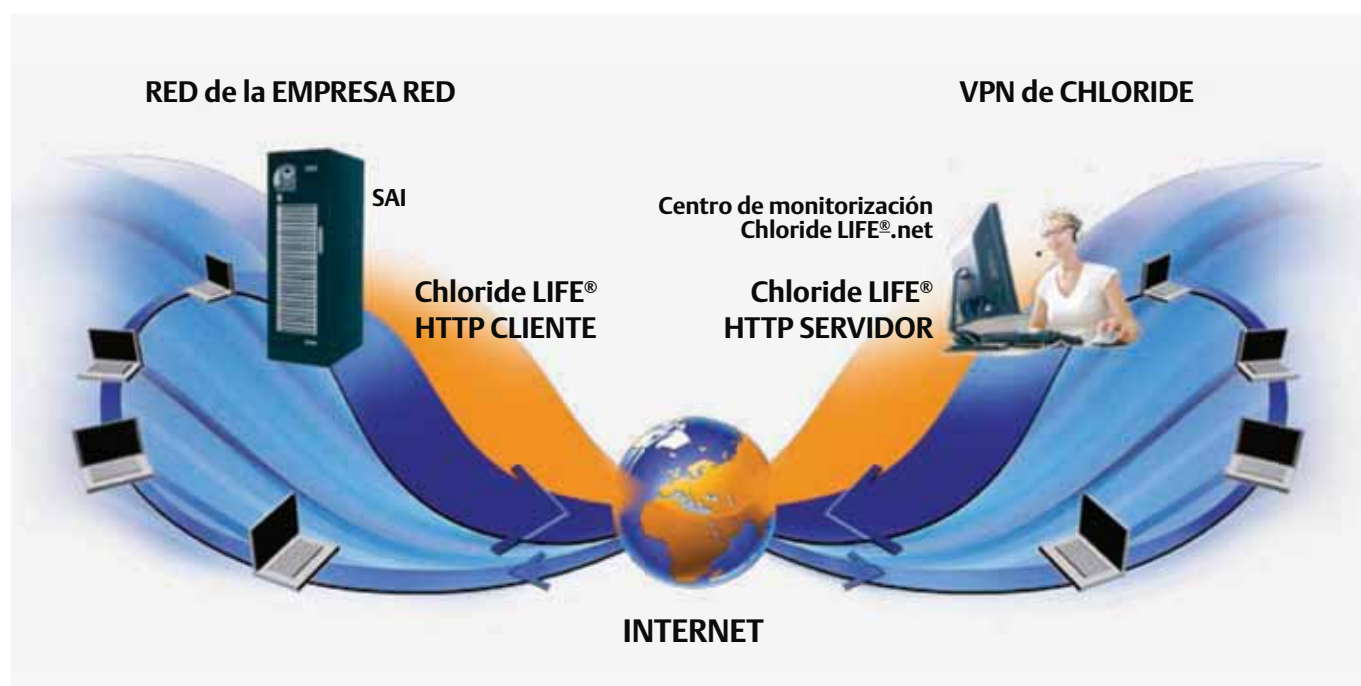 RED de la EMPRESA RED
VPN de CHLORIDE
SAI
Centro de monitorización
Chloride LIFE®.net
Chloride LIFE®
HTTP CLIENTE
Chloride LIFE®
HTTP SERVIDOR
INTERNET